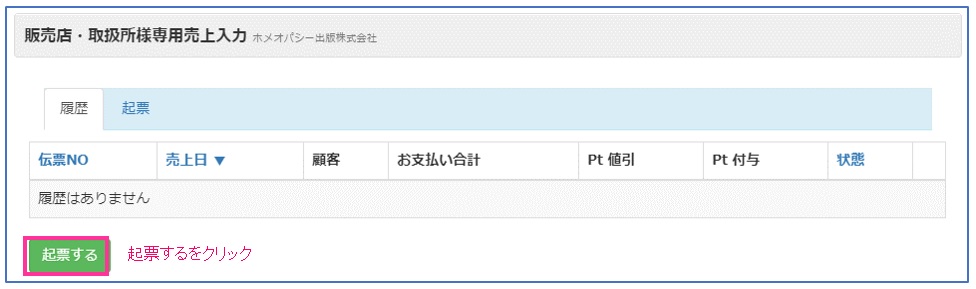 販売店・取扱所様専用売上入力 ホメオパシー出版株式会社
履歴 起票
伝票NO 売上日▼ 顧客 お支払い合計 Pt 値引 Pt 付与 状態
履歴はありません
起票する 起票するをクリック